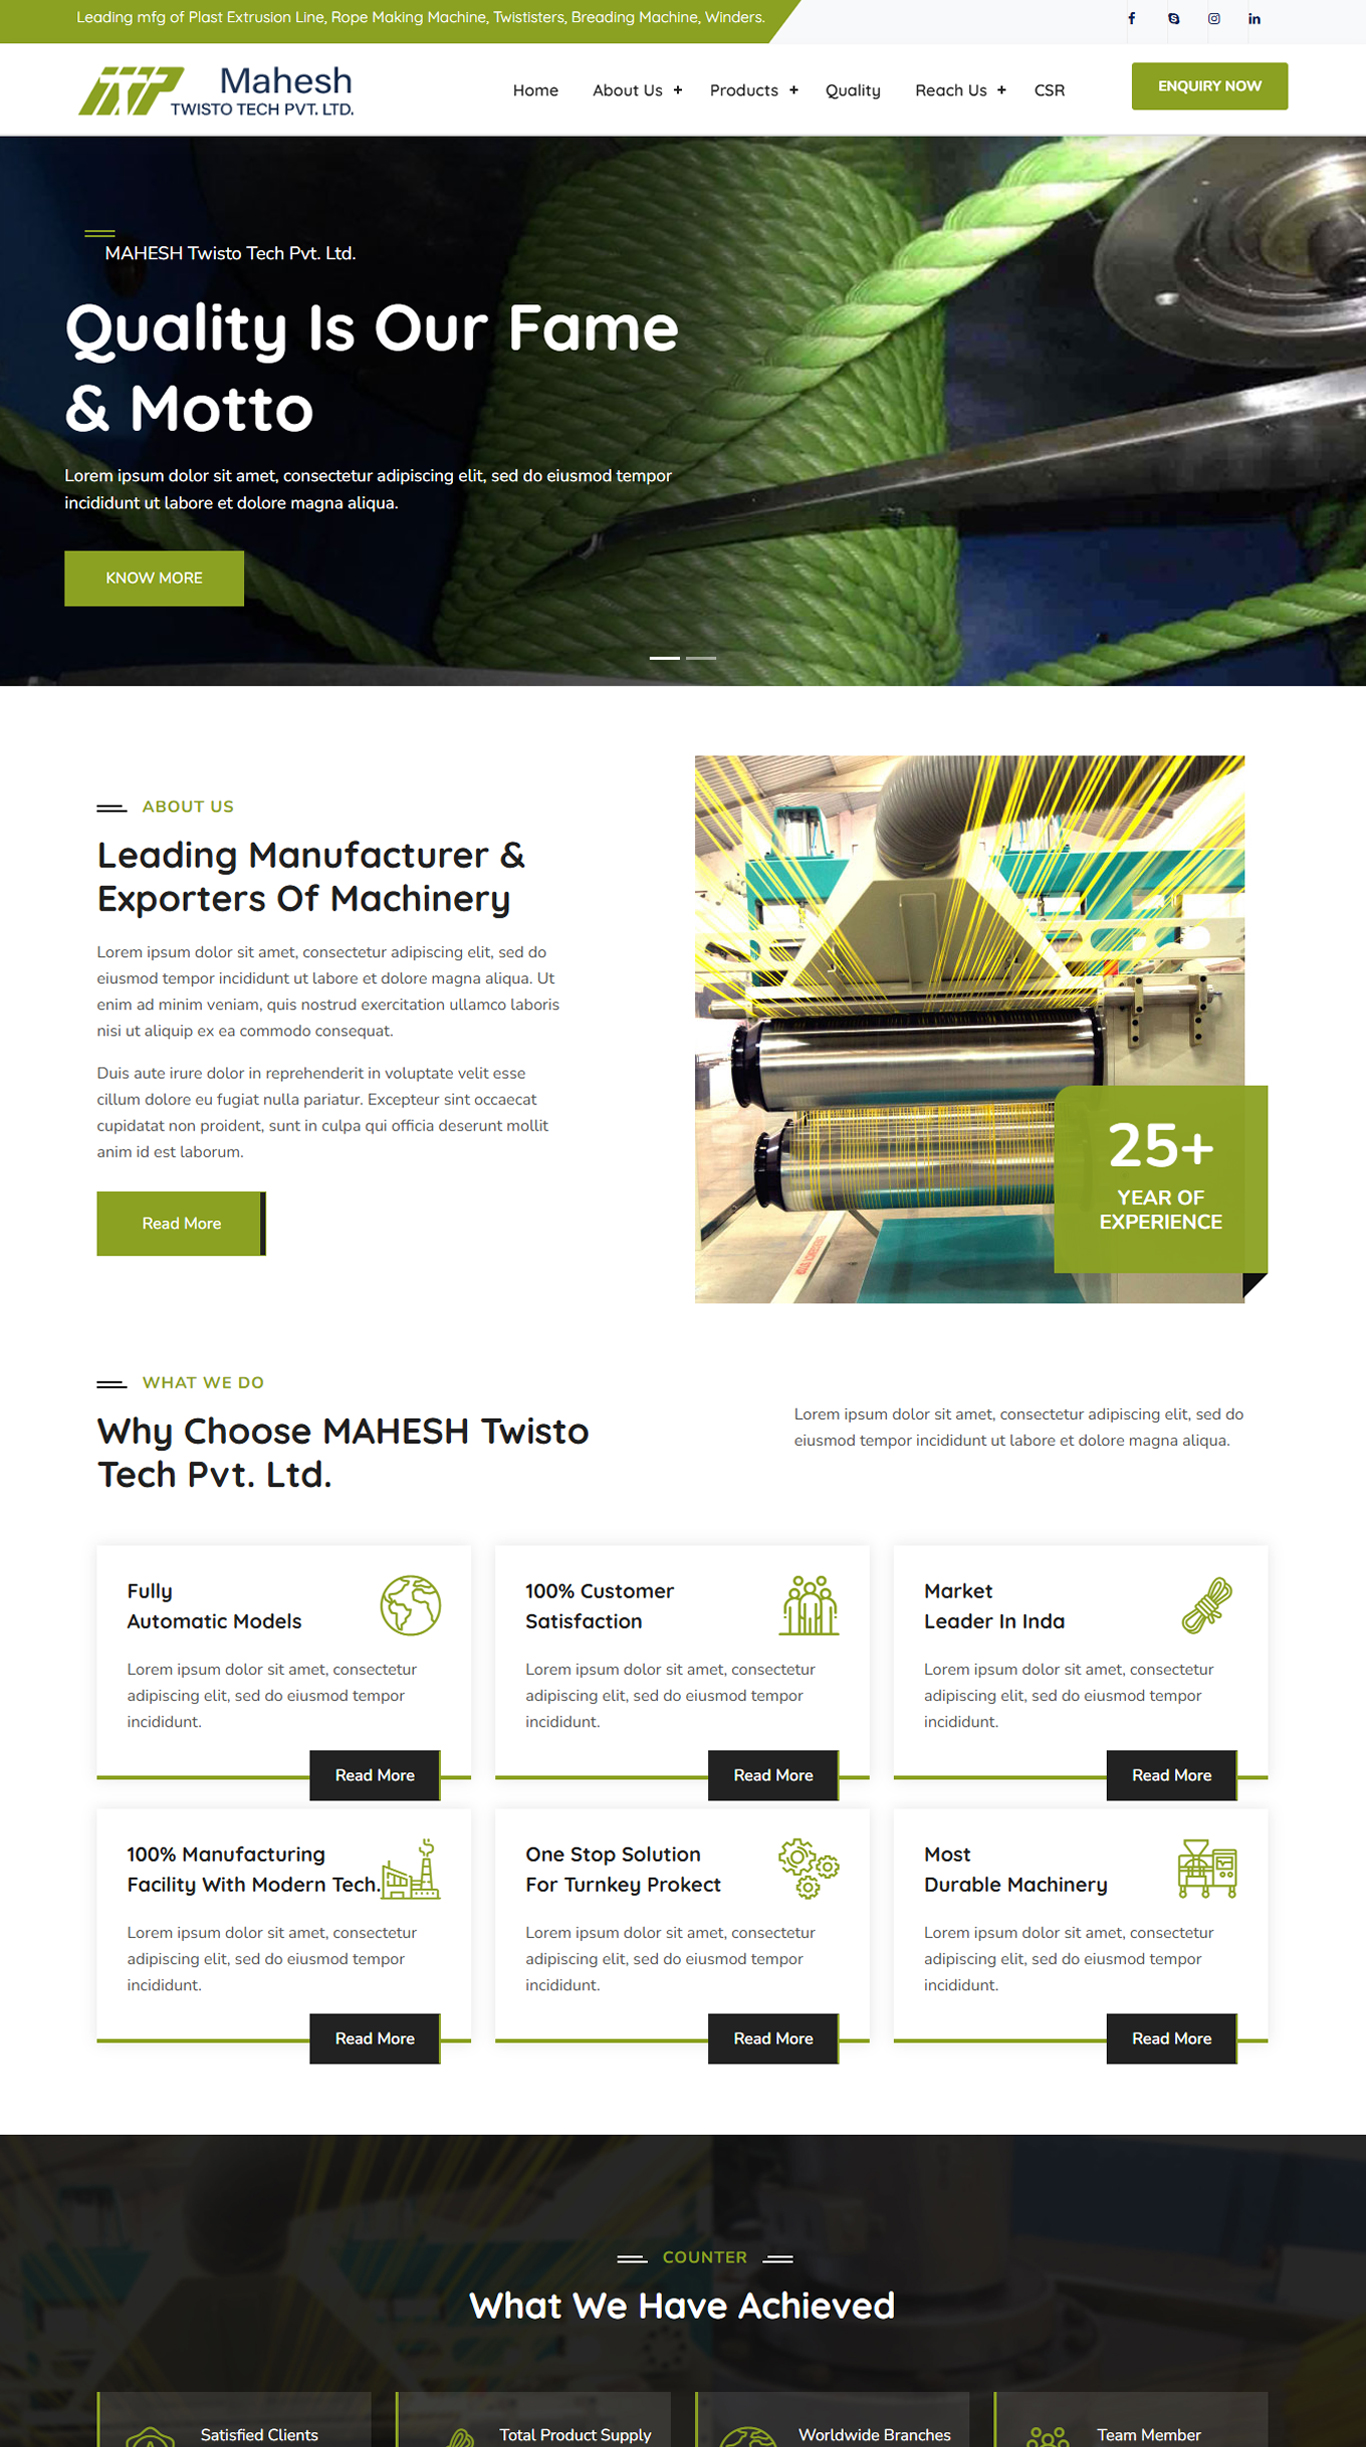 Leading mfg of Plast Extrusion Line, Rope Making Machine, Twististers, Breading Machine, Winders.
Mahesh
TWISTO TECH PVT. LTD.
Home
About Us +
Products +
Quality
Reach Us +
CSR
ENQUIRY NOW
MAHESH Twisto Tech Pvt. Ltd.
Quality Is Our Fame
& Motto
Lorem ipsum dolor sit amet, consectetur adipiscing elit, sed do eiusmod tempor
incididunt ut labore et dolore magna aliqua.
KNOW MORE
ABOUT US
Leading Manufacturer &
Exporters Of Machinery
Lorem ipsum dolor sit amet, consectetur adipiscing elit, sed do
eiusmod tempor incididunt ut labore et dolore magna aliqua. Ut
enim ad minim veniam, quis nostrud exercitation ullamco laboris
nisi ut aliquip ex ea commodo consequat.
Duis aute irure dolor in reprehenderit in voluptate velit esse
cillum dolore eu fugiat nulla pariatur. Excepteur sint occaecat
cupidatat non proident, sunt in culpa qui officia deserunt mollit
anim id est laborum.
Read More
25+
YEAR OF
EXPERIENCE
WHAT WE DO
Why Choose MAHESH Twisto
Tech Pvt. Ltd.
Lorem ipsum dolor sit amet, consectetur adipiscing elit, sed do
eiusmod tempor incididunt ut labore et dolore magna aliqua.
Fully
Automatic Models
Lorem ipsum dolor sit amet, consectetur
adipiscing elit, sed do eiusmod tempor
incididunt.
Read More
100% Customer
Satisfaction
Lorem ipsum dolor sit amet, consectetur
adipiscing elit, sed do eiusmod tempor
incididunt.
Read More
Market
Leader In Inda
Lorem ipsum dolor sit amet, consectetur
adipiscing elit, sed do eiusmod tempor
incididunt.
Read More
100% Manufacturing
Facility With Modern Tech.
Lorem ipsum dolor sit amet, consectetur
adipiscing elit, sed do eiusmod tempor
incididunt.
Read More
One Stop Solution
For Turnkey Prokect
Lorem ipsum dolor sit amet, consectetur
adipiscing elit, sed do eiusmod tempor
incididunt.
Read More
Most
Durable Machinery
Lorem ipsum dolor sit amet, consectetur
adipiscing elit, sed do eiusmod tempor
incididunt.
Read More
COUNTER
What We Have Achieved
Satisfied Clients
Total Product Supply
Worldwide Branches
Team Member